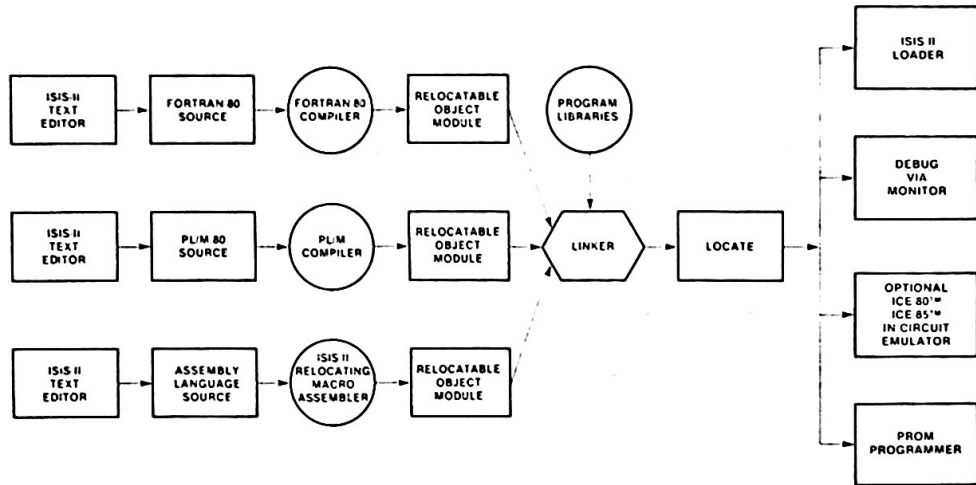 ISIS-II
TEXT
EDITOR
FORTRAN 80
SOURCE
FORTRAN 80
COMPILER
RELOCATABLE
OBJECT
MODULE
PROGRAM
LIBRARIES
ISIS-II
TEXT
EDITOR
PL/M 80
SOURCE
PL/M
COMPILER
RELOCATABLE
OBJECT
MODULE
LINKER
LOCATE
ISIS II
TEXT
EDITOR
ASSEMBLY
LANGUAGE
SOURCE
ISIS II
RELOCATING
MACRO
ASSEMBLER
RELOCATABLE
OBJECT
MODULE
ISIS II
LOADER
DEBUG
VIA
MONITOR
OPTIONAL
ICE 80™
ICE 85™
IN CIRCUIT
EMULATOR
PROM
PROGRAMMER